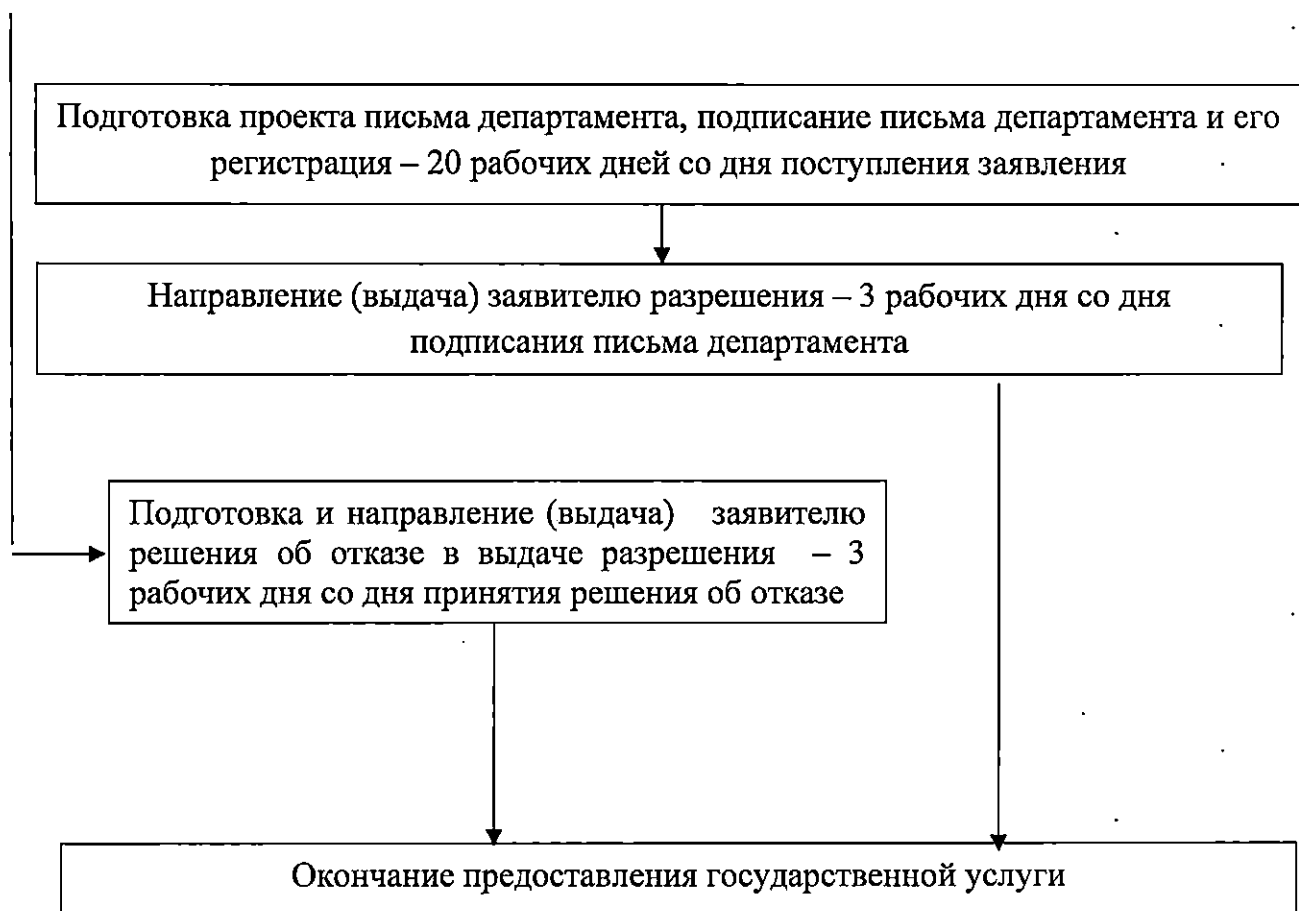 Подготовка проекта письма департамента, подписание письма департамента и его
регистрация – 20 рабочих дней со дня поступления заявления
Направление (выдача) заявителю разрешения – 3 рабочих дня со дня
подписания письма департамента
Подготовка и направление (выдача) заявителю
решения об отказе в выдаче разрешения – 3
рабочих дня со дня принятия решения об отказе
Окончание предоставления государственной услуги